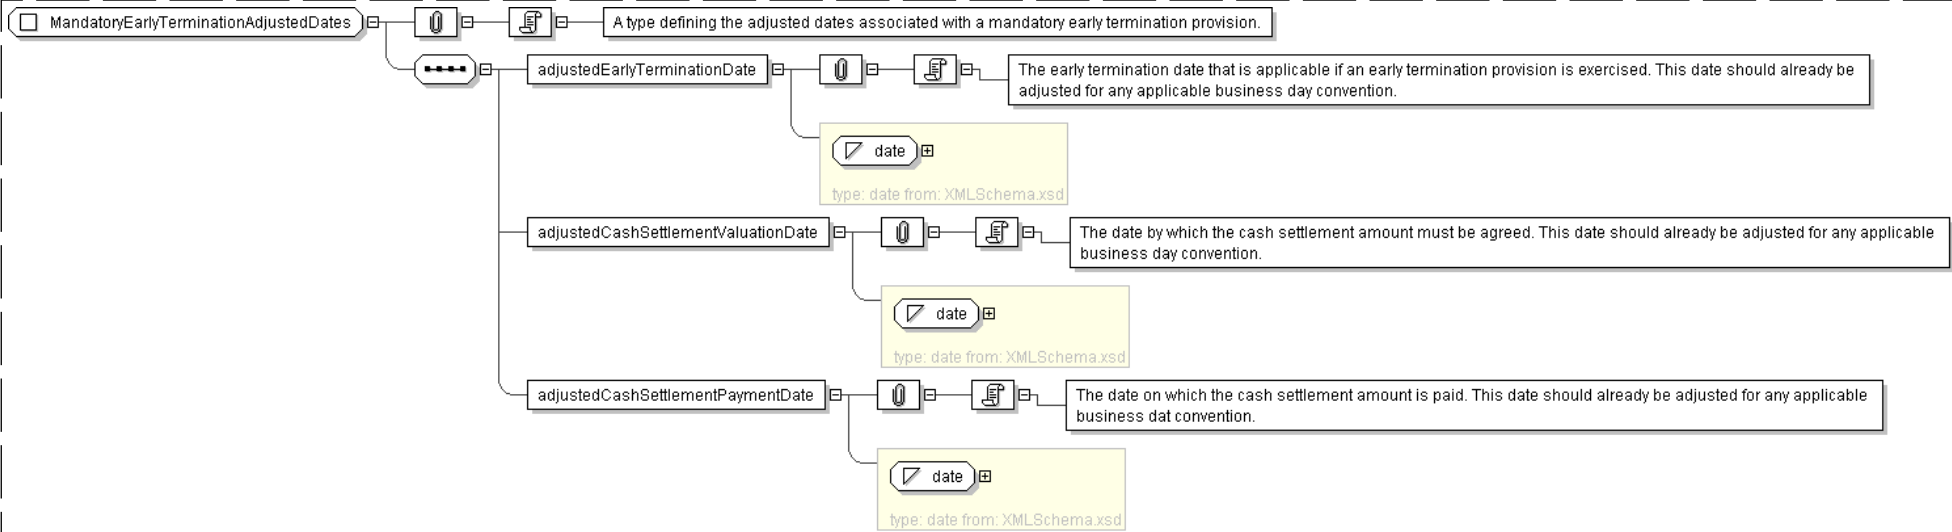 MandatoryEarlyTerminationAdjustedDates
A type defining the adjusted dates associated with a mandatory early termination provision.
adjustedEarlyTerminationDate
The early termination date that is applicable if an early termination provision is exercised. This date should already be
adjusted for any applicable business day convention.
date
type: date from: XMLSchema.xsd
adjustedCashSettlementValuationDate
The date by which the cash settlement amount must be agreed. This date should already be adjusted for any applicable
business day convention.
date
type: date from: XMLSchema.xsd
adjustedCashSettlementPaymentDate
The date on which the cash settlement amount is paid. This date should already be adjusted for any applicable
business dat convention.
date
type: date from: XMLSchema.xsd